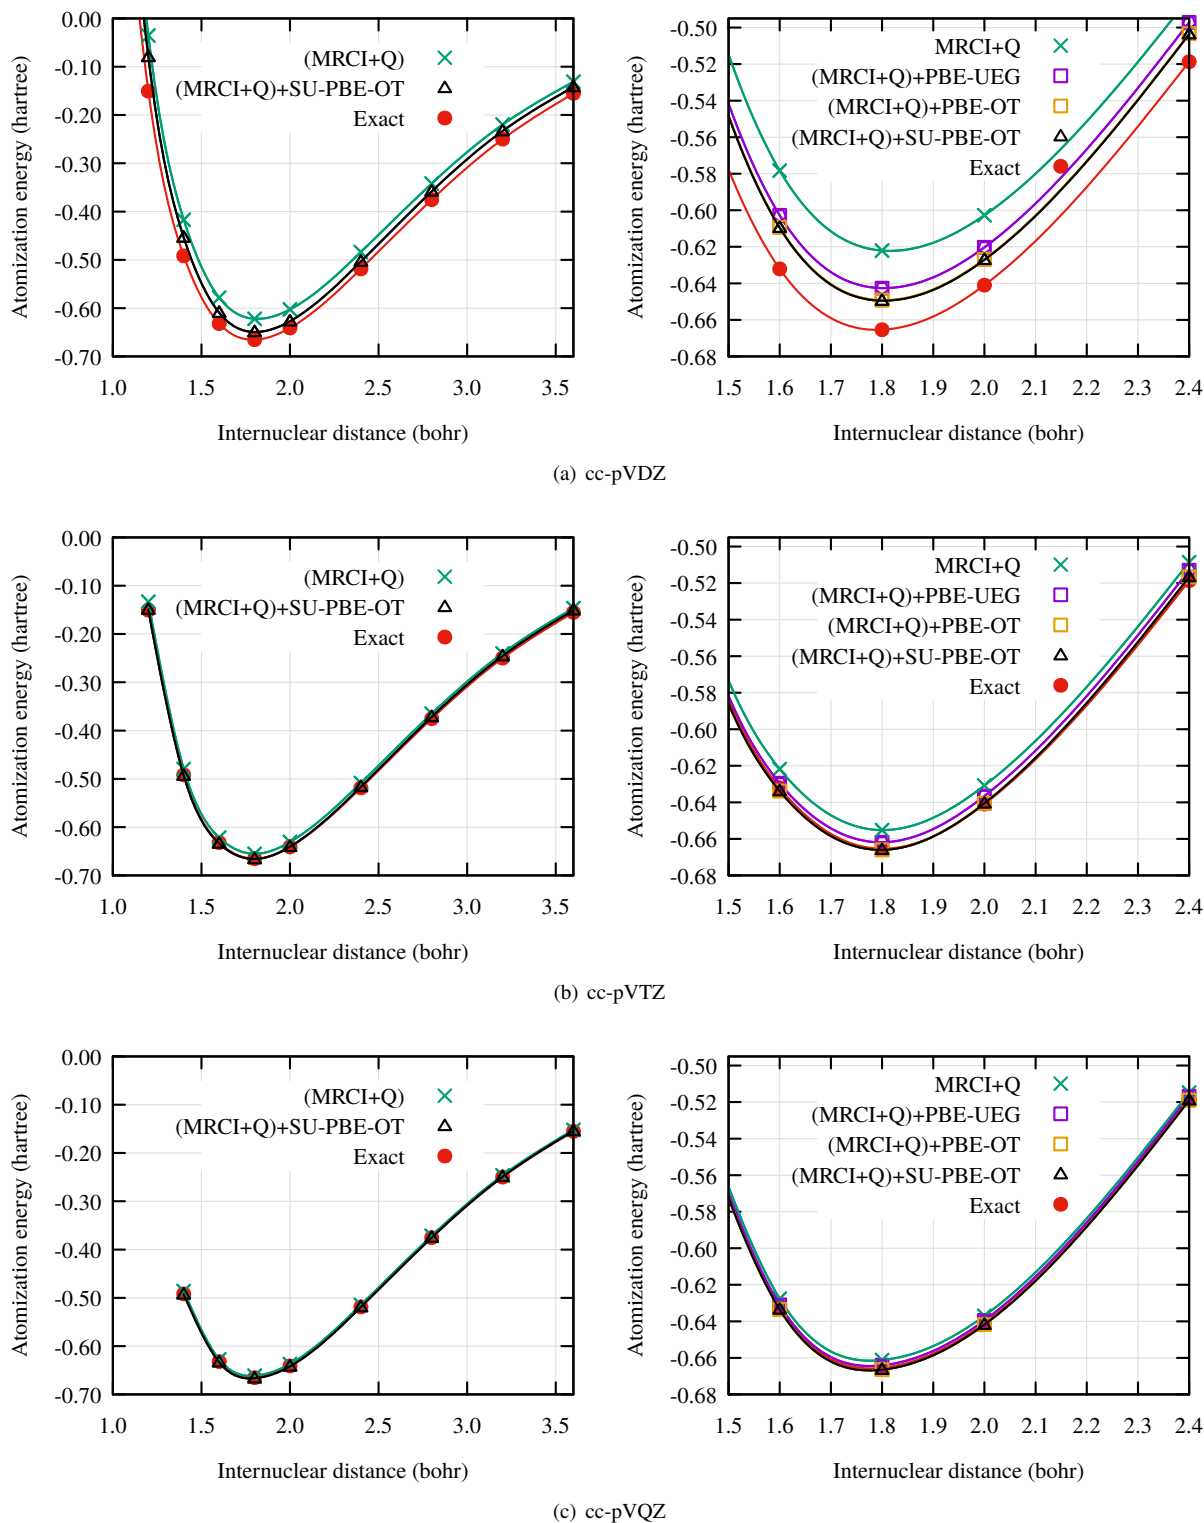 0.00
-0.10
-0.20
-0.30
-0.40
-0.50
-0.60
-0.70
1.0 1.5 2.0 2.5 3.0 3.5
Atomization energy (hartree)
Internuclear distance (bohr)
(MRCI+Q)
(MRCI+Q)+SU-PBE-OT
Exact
-0.50
-0.52
-0.54
-0.56
-0.58
-0.60
-0.62
-0.64
-0.66
-0.68
1.5 1.6 1.7 1.8 1.9 2.0 2.1 2.2 2.3 2.4
Atomization energy (hartree)
Internuclear distance (bohr)
MRCI+Q
(MRCI+Q)+PBE-UEG
(MRCI+Q)+PBE-OT
(MRCI+Q)+SU-PBE-OT
Exact
(a) cc-pVDZ
0.00
-0.10
-0.20
-0.30
-0.40
-0.50
-0.60
-0.70
1.0 1.5 2.0 2.5 3.0 3.5
Atomization energy (hartree)
Internuclear distance (bohr)
(MRCI+Q)
(MRCI+Q)+SU-PBE-OT
Exact
-0.50
-0.52
-0.54
-0.56
-0.58
-0.60
-0.62
-0.64
-0.66
-0.68
1.5 1.6 1.7 1.8 1.9 2.0 2.1 2.2 2.3 2.4
Atomization energy (hartree)
Internuclear distance (bohr)
MRCI+Q
(MRCI+Q)+PBE-UEG
(MRCI+Q)+PBE-OT
(MRCI+Q)+SU-PBE-OT
Exact
(b) cc-pVTZ
0.00
-0.10
-0.20
-0.30
-0.40
-0.50
-0.60
-0.70
1.0 1.5 2.0 2.5 3.0 3.5
Atomization energy (hartree)
Internuclear distance (bohr)
(MRCI+Q)
(MRCI+Q)+SU-PBE-OT
Exact
-0.50
-0.52
-0.54
-0.56
-0.58
-0.60
-0.62
-0.64
-0.66
-0.68
1.5 1.6 1.7 1.8 1.9 2.0 2.1 2.2 2.3 2.4
Atomization energy (hartree)
Internuclear distance (bohr)
MRCI+Q
(MRCI+Q)+PBE-UEG
(MRCI+Q)+PBE-OT
(MRCI+Q)+SU-PBE-OT
Exact
(c) cc-pVQZ